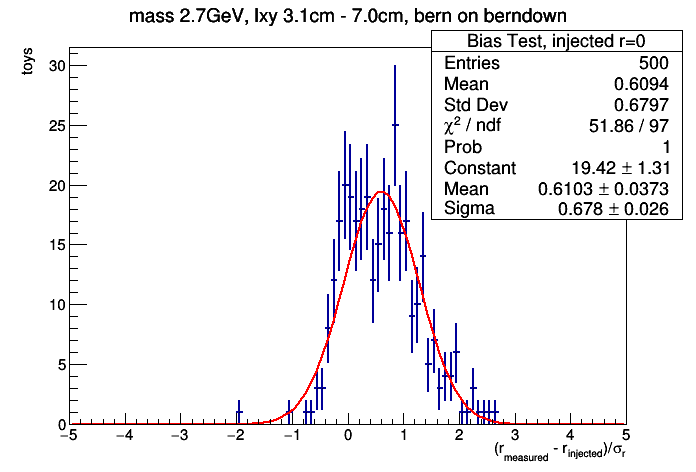 mass 2.7GeV, lxy 3.1cm - 7.0cm, bern on berndown
Bias Test, injected r=0
Entries 500
Mean 0.6094
Std Dev 0.6797
χ² / ndf 51.86 / 97
Prob 1
Constant 19.42 ± 1.31
Mean 0.6103 ± 0.0373
Sigma 0.678 ± 0.026
toys
30
25
20
15
10
5
0
−5 −4 −3 −2 −1 0 1 2 3 4 5
(r_measured - r_injected)/σ_r